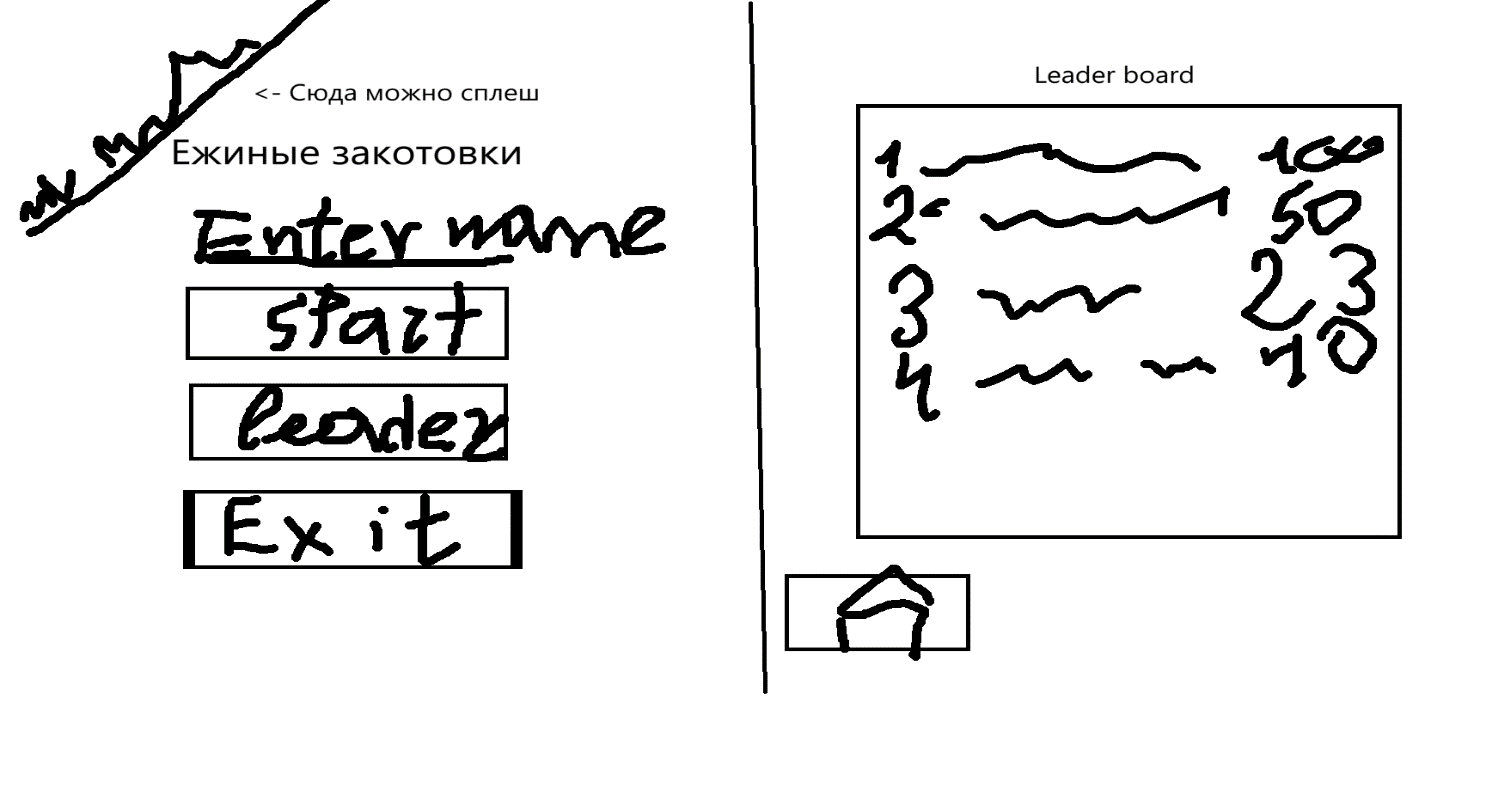 <- Сюда можно сплеш
Ежиные закотовки
Enter name
start
leader
Exit
Leader board
1 100
2 50
3 23
4 10